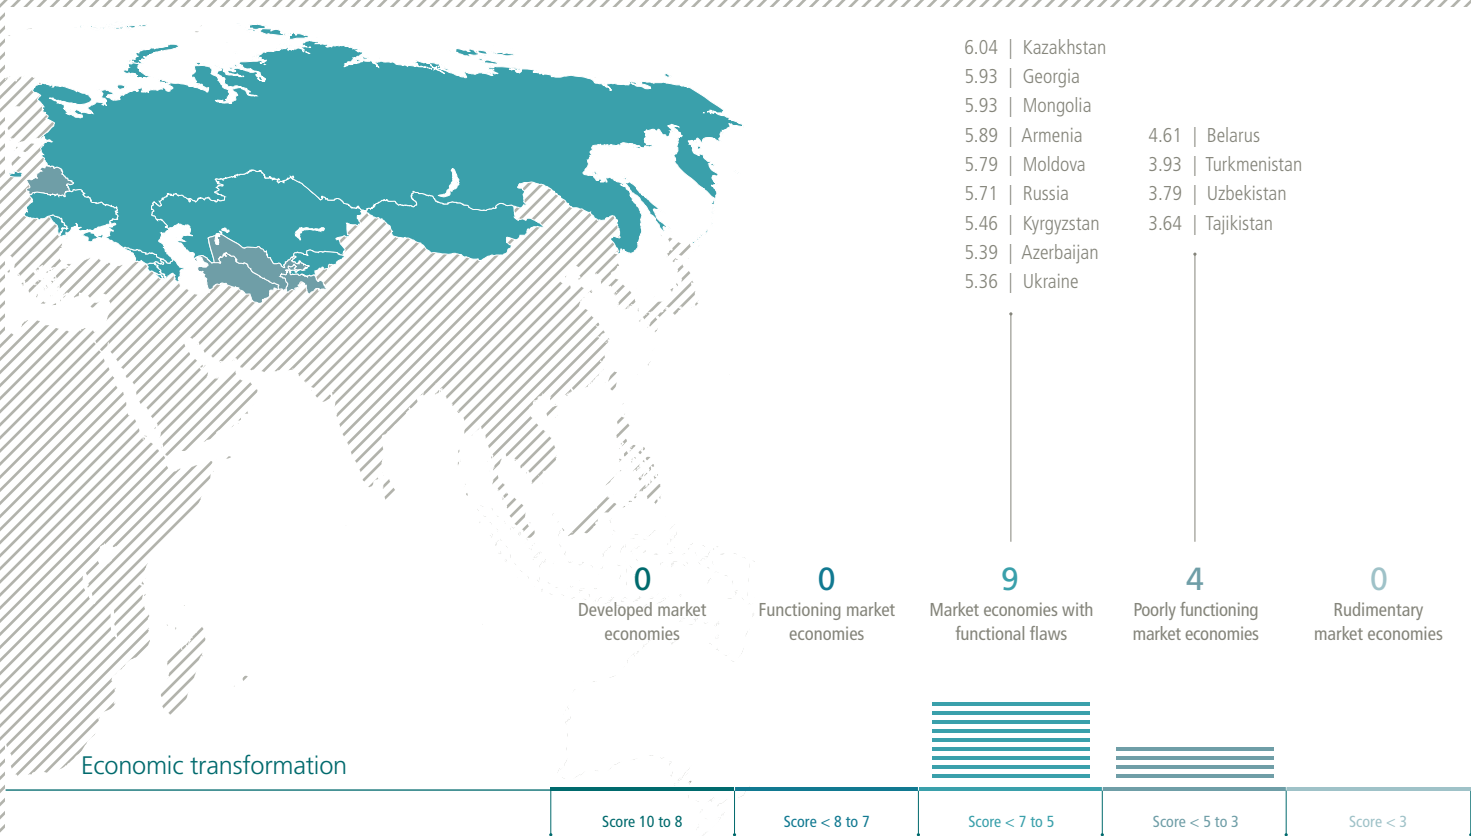 6.04 | Kazakhstan
5.93 | Georgia
5.93 | Mongolia
5.89 | Armenia
5.79 | Moldova
5.71 | Russia
5.46 | Kyrgyzstan
5.39 | Azerbaijan
5.36 | Ukraine
4.61 | Belarus
3.93 | Turkmenistan
3.79 | Uzbekistan
3.64 | Tajikistan
0
Developed market
economies
0
Functioning market
economies
9
Market economies with
functional flaws
4
Poorly functioning
market economies
0
Rudimentary
market economies
Economic transformation
Score 10 to 8
Score < 8 to 7
Score < 7 to 5
Score < 5 to 3
Score < 3